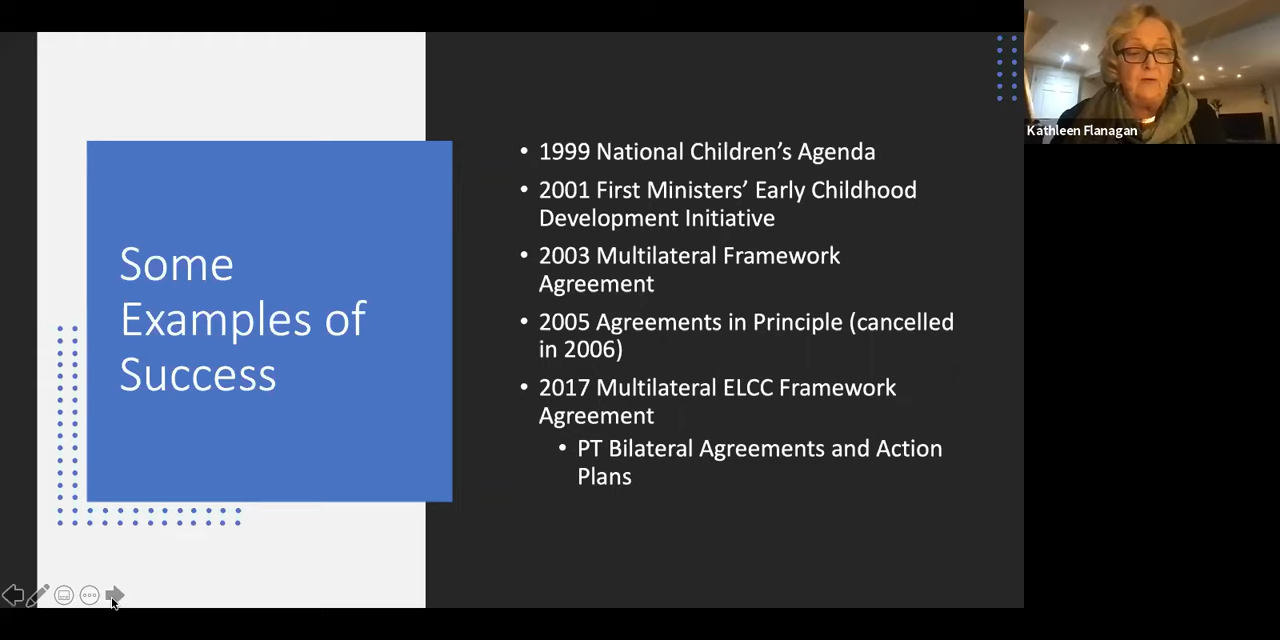 Some
Examples of
Success
• 1999 National Children’s Agenda
• 2001 First Ministers’ Early Childhood
Development Initiative
• 2003 Multilateral Framework
Agreement
• 2005 Agreements in Principle (cancelled
in 2006)
• 2017 Multilateral ELCC Framework
Agreement
• PT Bilateral Agreements and Action
Plans
Kathleen Flanagan